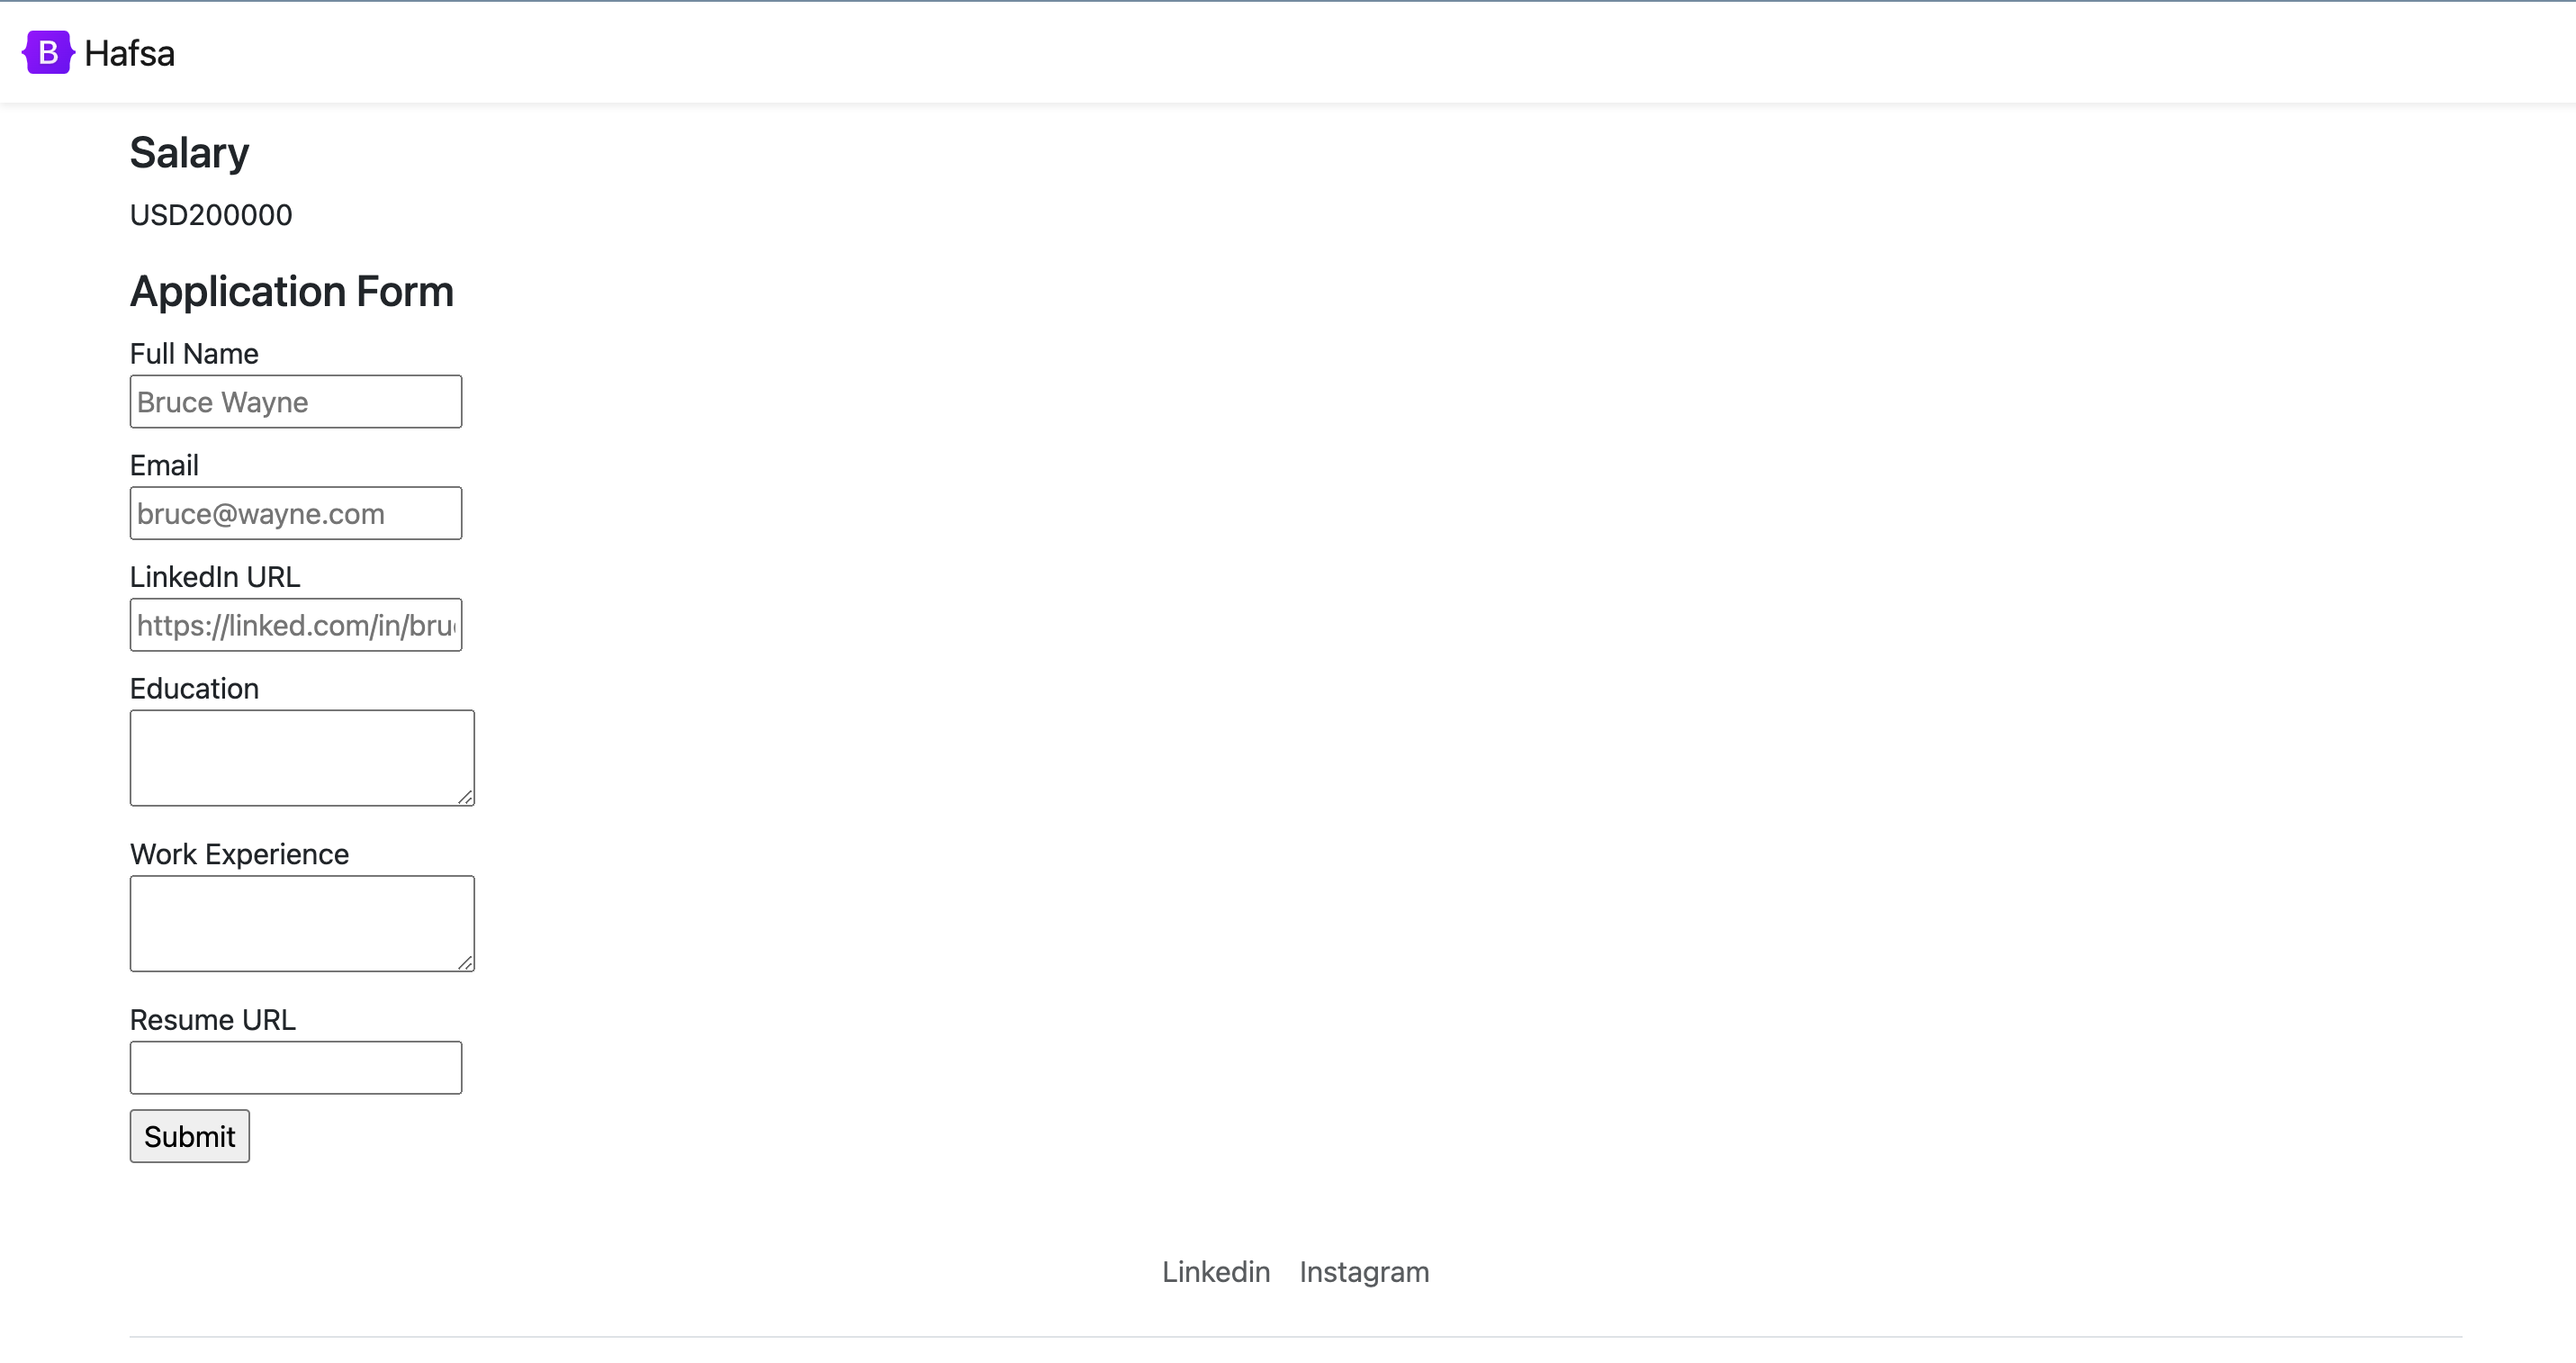 B Hafsa
Salary
USD200000
Application Form
Full Name
Bruce Wayne
Email
bruce@wayne.com
LinkedIn URL
https://linked.com/in/bru
Education
Work Experience
Resume URL
Submit
Linkedin Instagram